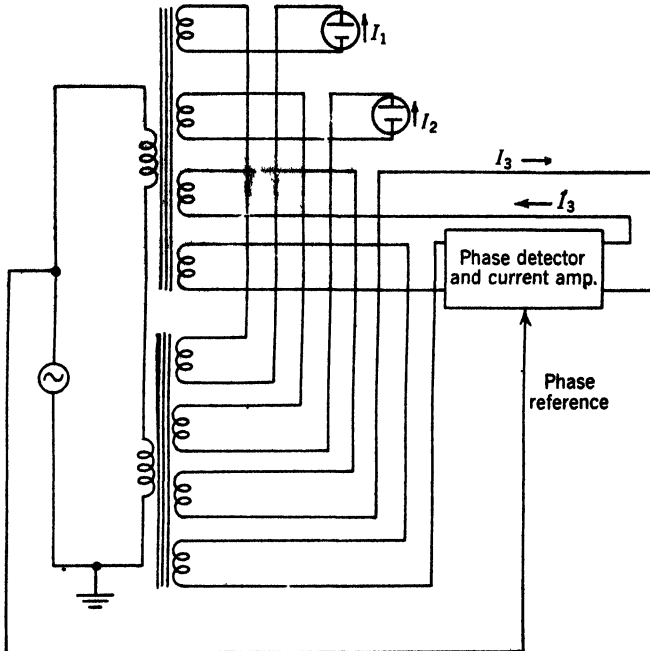 I1
I2
I3
I3
Phase detector
and current amp.
Phase
reference